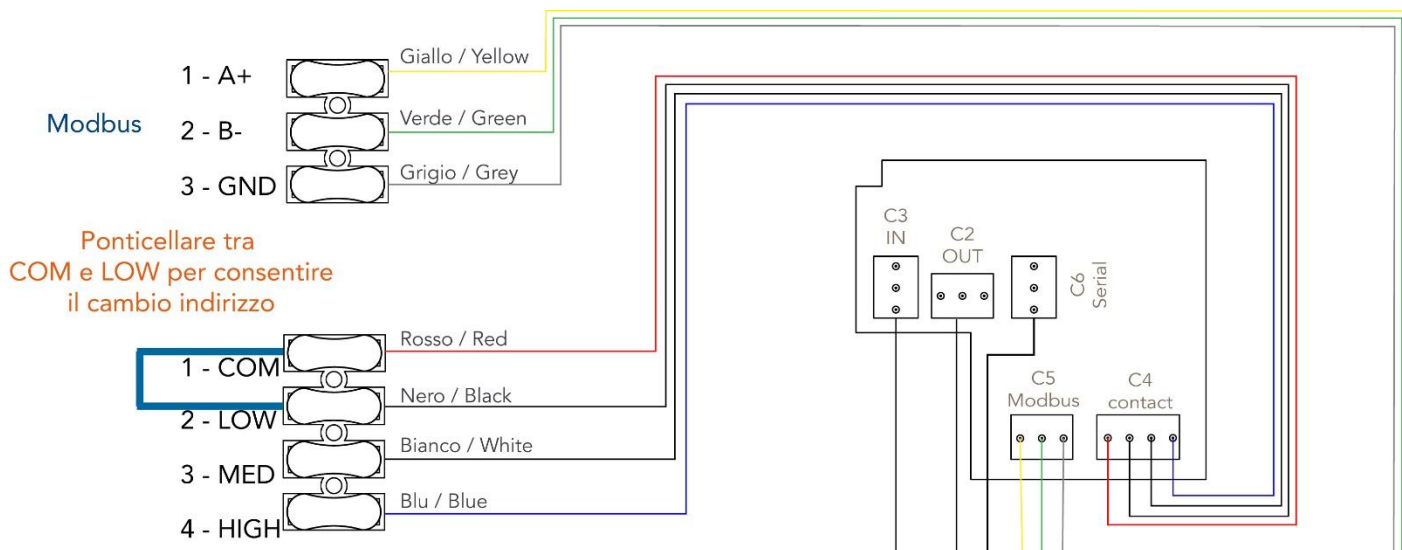 Giallo / Yellow
1 - A+
Modbus
Verde / Green
2 - B-
Grigio / Grey
3 - GND
Ponticellare tra
COM e LOW per consentire
il cambio indirizzo
Rosso / Red
1 - COM
Nero / Black
2 - LOW
Bianco / White
3 - MED
Blu / Blue
4 - HIGH
C3
IN
C2
OUT
C6
Serial
C5
Modbus
C4
contact